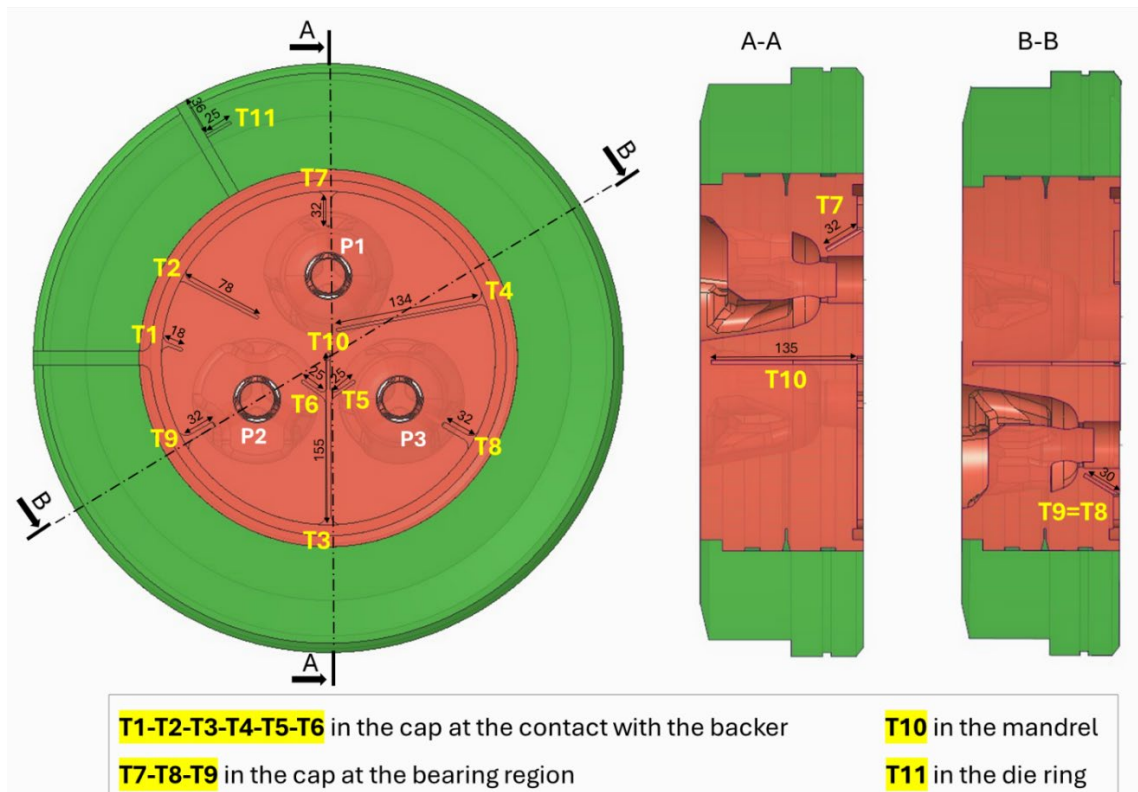 A
A-A
B-B
36
25
T11
B
T7
T7
32
32
P1
T2
78
T4
134
T1
18
T10
135
T10
25
25
T6
T5
32
32
30
T9
P2
P3
T8
T9=T8
155
B
T3
A
T1-T2-T3-T4-T5-T6 in the cap at the contact with the backer
T10 in the mandrel
T7-T8-T9 in the cap at the bearing region
T11 in the die ring